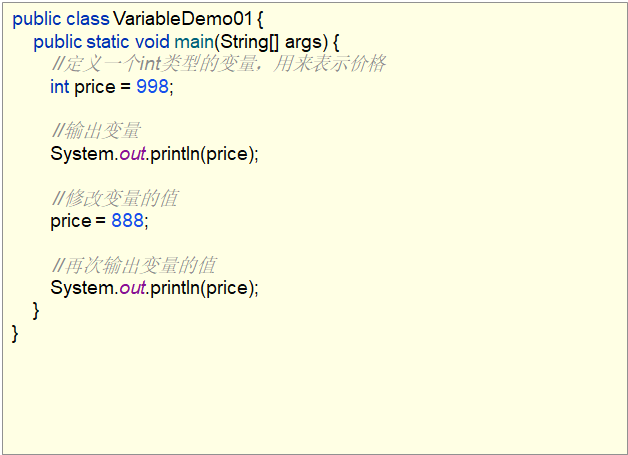 public class VariableDemo01 {
public static void main(String[] args) {
//定义一个int类型的变量，用来表示价格
int price = 998;
//输出变量
System.out.println(price);
//修改变量的值
price = 888;
//再次输出变量的值
System.out.println(price);
}
}